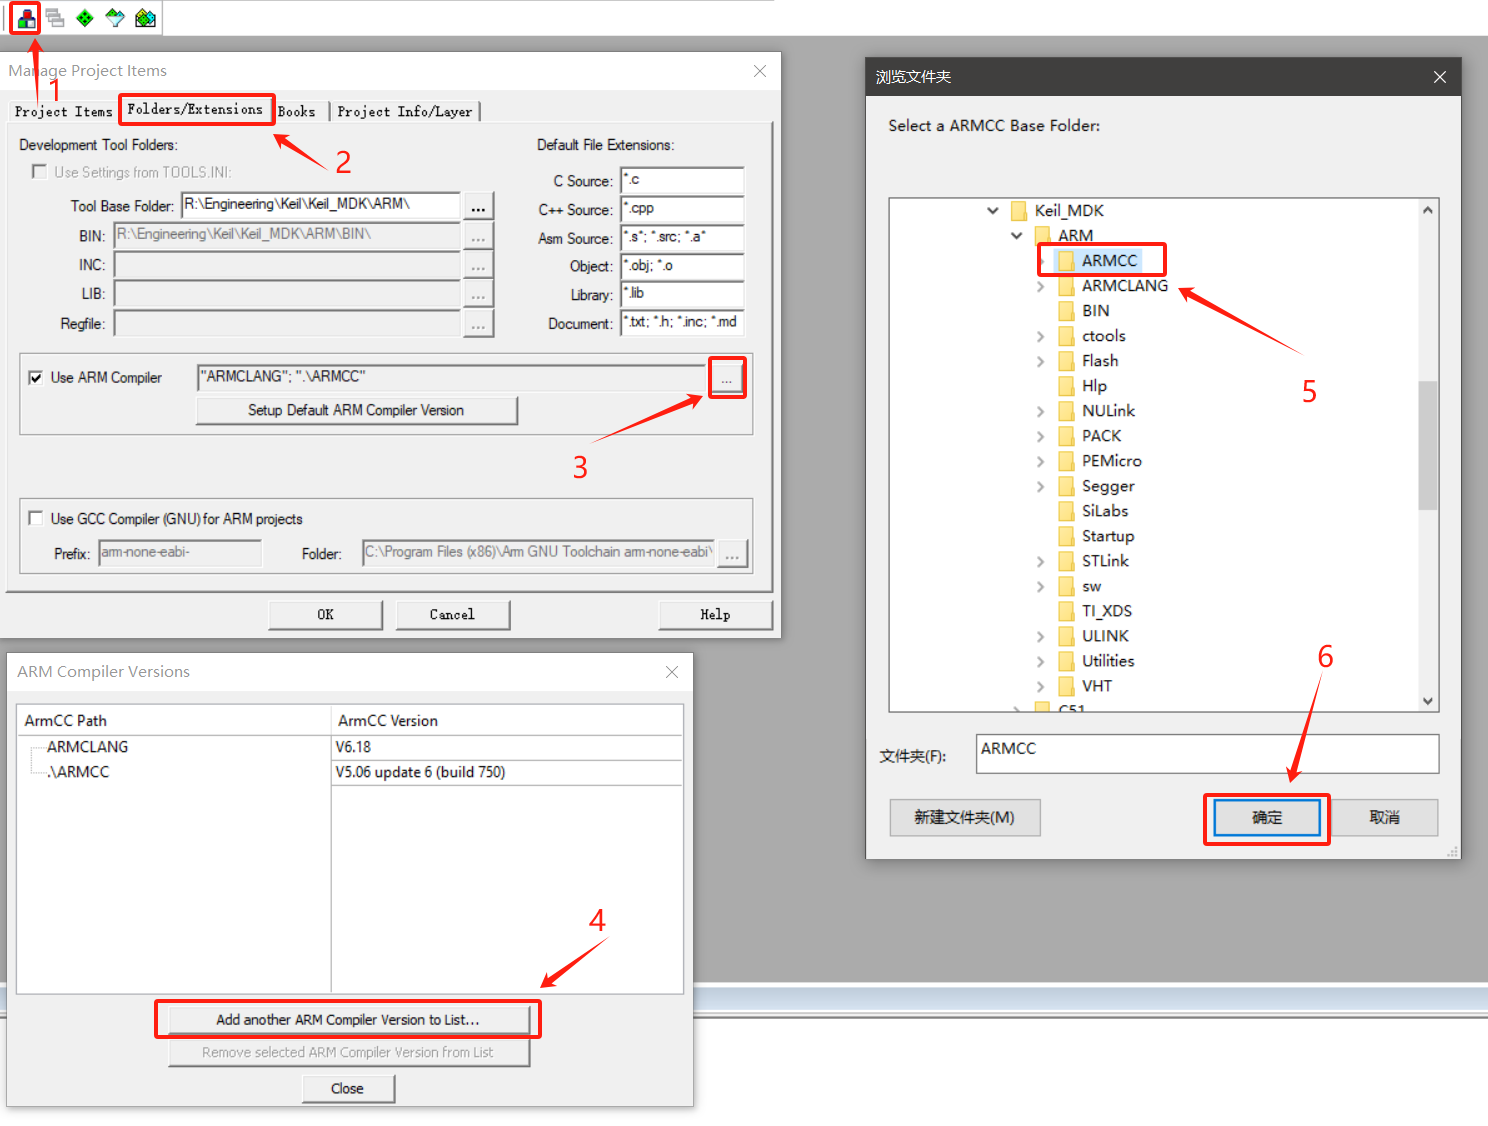 1
Manage Project Items
Project Items
Folders/Extensions
Books
Project Info/Layer
2
Development Tool Folders:
Use Settings from TOOLS.INI:
Tool Base Folder: R:\Engineering\Keil\Keil_MDK\ARM\ ...
BIN: R:\Engineering\Keil\Keil_MDK\ARM\BIN\ ...
INC: ...
LIB: ...
Regfile: ...
Default File Extensions:
C Source: *.c
C++ Source: *.cpp
Asm Source: *.s*; *.src; *.a*
Object: *.obj; *.o
Library: *.lib
Document: *.txt; *.h; *.inc; *.md
Use ARM Compiler "ARMCLANG"; ".\ARMCC" ...
Setup Default ARM Compiler Version
3
Use GCC Compiler (GNU) for ARM projects
Prefix: arm-none-eabi- Folder: C:\Program Files (x86)\Arm GNU Toolchain arm-none-eabi\ ...
OK
Cancel
Help
ARM Compiler Versions
ArmCC Path ArmCC Version
ARMCLANG V6.18
.\ARMCC V5.06 update 6 (build 750)
4
Add another ARM Compiler Version to List...
Remove selected ARM Compiler Version from List
Close
浏览文件夹
Select a ARMCC Base Folder:
Keil_MDK
ARM
ARMCC
ARMCLANG
BIN
ctools
Flash
Hlp
NULink
PACK
PEMicro
Segger
SiLabs
Startup
STLink
sw
TI_XDS
ULINK
Utilities
VHT
C51
5
6
文件夹(F): ARMCC
新建文件夹(M)
确定
取消